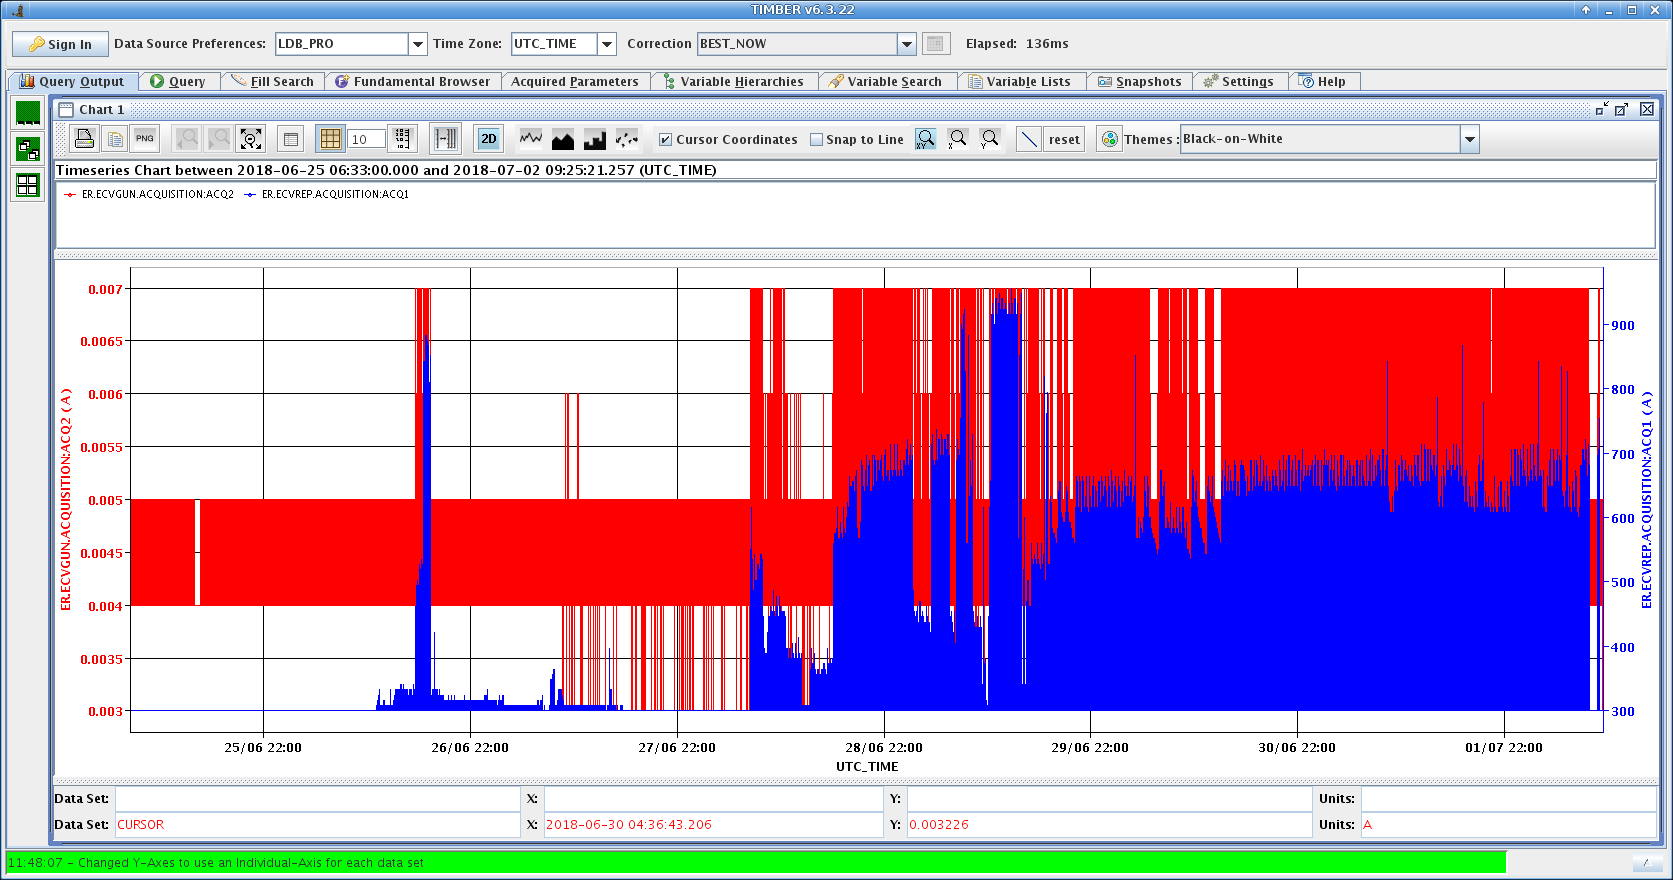 TIMBER v6.3.22
Sign In Data Source Preferences: LDB_PRO Time Zone: UTC_TIME Correction BEST_NOW Elapsed: 136ms
Query Output Query Fill Search Fundamental Browser Acquired Parameters Variable Hierarchies Variable Search Variable Lists Snapshots Settings Help
Chart 1
PNG 10 2D Cursor Coordinates Snap to Line XY X Y reset Themes : Black-on-White
Timeseries Chart between 2018-06-25 06:33:00.000 and 2018-07-02 09:25:21.257 (UTC_TIME)
ER.ECVGUN.ACQUISITION:ACQ2 ER.ECVREP.ACQUISITION:ACQ1
ER.ECVGUN.ACQUISITION:ACQ2 (A)
0.007
0.0065
0.006
0.0055
0.005
0.0045
0.004
0.0035
0.003
900
800
700
600
500
400
300
ER.ECVREP.ACQUISITION:ACQ1 (A)
25/06 22:00 26/06 22:00 27/06 22:00 28/06 22:00 29/06 22:00 30/06 22:00 01/07 22:00
UTC_TIME
Data Set: X: Y: Units:
Data Set: CURSOR X: 2018-06-30 04:36:43.206 Y: 0.003226 Units: A
11:48:07 - Changed Y-Axes to use an Individual-Axis for each data set